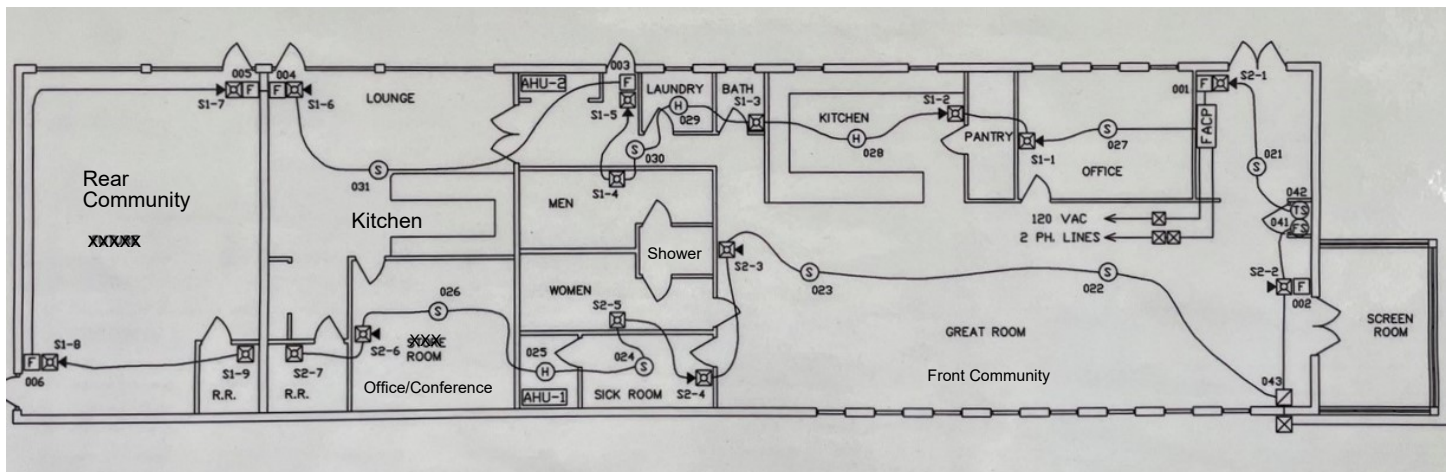 005
004
003
S1-7
F
F
S1-6
LOUNGE
AHU-2
F
S1-5
LAUNDRY
BATH
H
029
S1-3
KITCHEN
H
028
S1-2
PANTRY
S1-1
S
027
OFFICE
001
F
S2-1
FACP
S
021
042
TS
041
FS
S2-2
F
002
120 VAC
2 PH. LINES
S
030
S1-4
S
031
Rear
Community
Kitchen
MEN
Shower
WOMEN
S2-3
S
023
S
022
GREAT ROOM
SCREEN
ROOM
026
S
S2-5
S2-6
ROOM
Office/Conference
025
H
024
S
S2-4
AHU-1
SICK ROOM
Front Community
043
F
S1-8
006
S1-9
R.R.
S2-7
R.R.